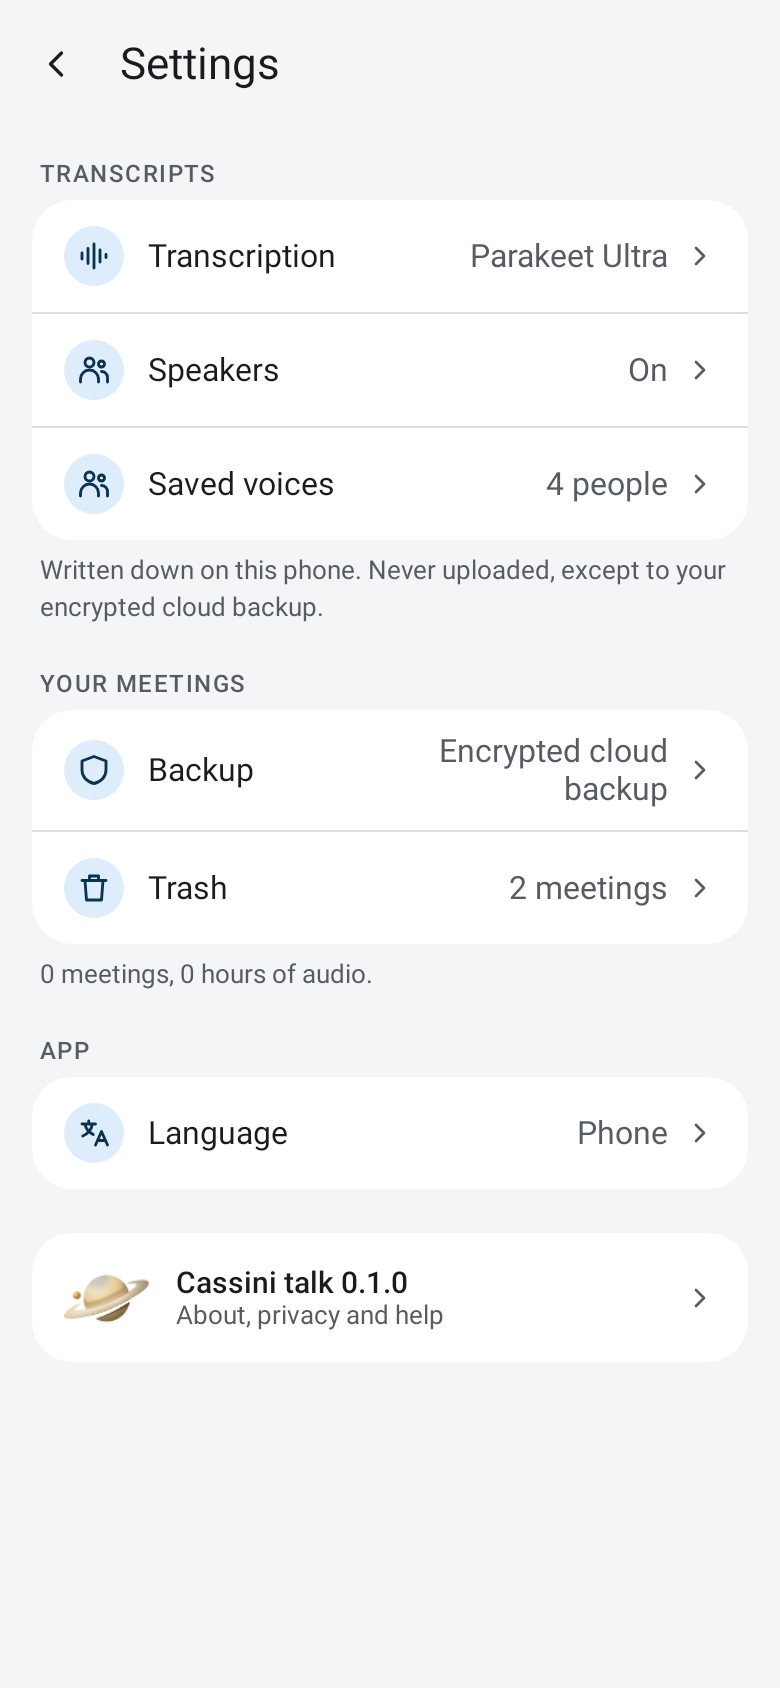 Settings
TRANSCRIPTS
Transcription Parakeet Ultra
Speakers On
Saved voices 4 people
Written down on this phone. Never uploaded, except to your
encrypted cloud backup.
YOUR MEETINGS
Backup Encrypted cloud
backup
Trash 2 meetings
0 meetings, 0 hours of audio.
APP
Language Phone
Cassini talk 0.1.0
About, privacy and help